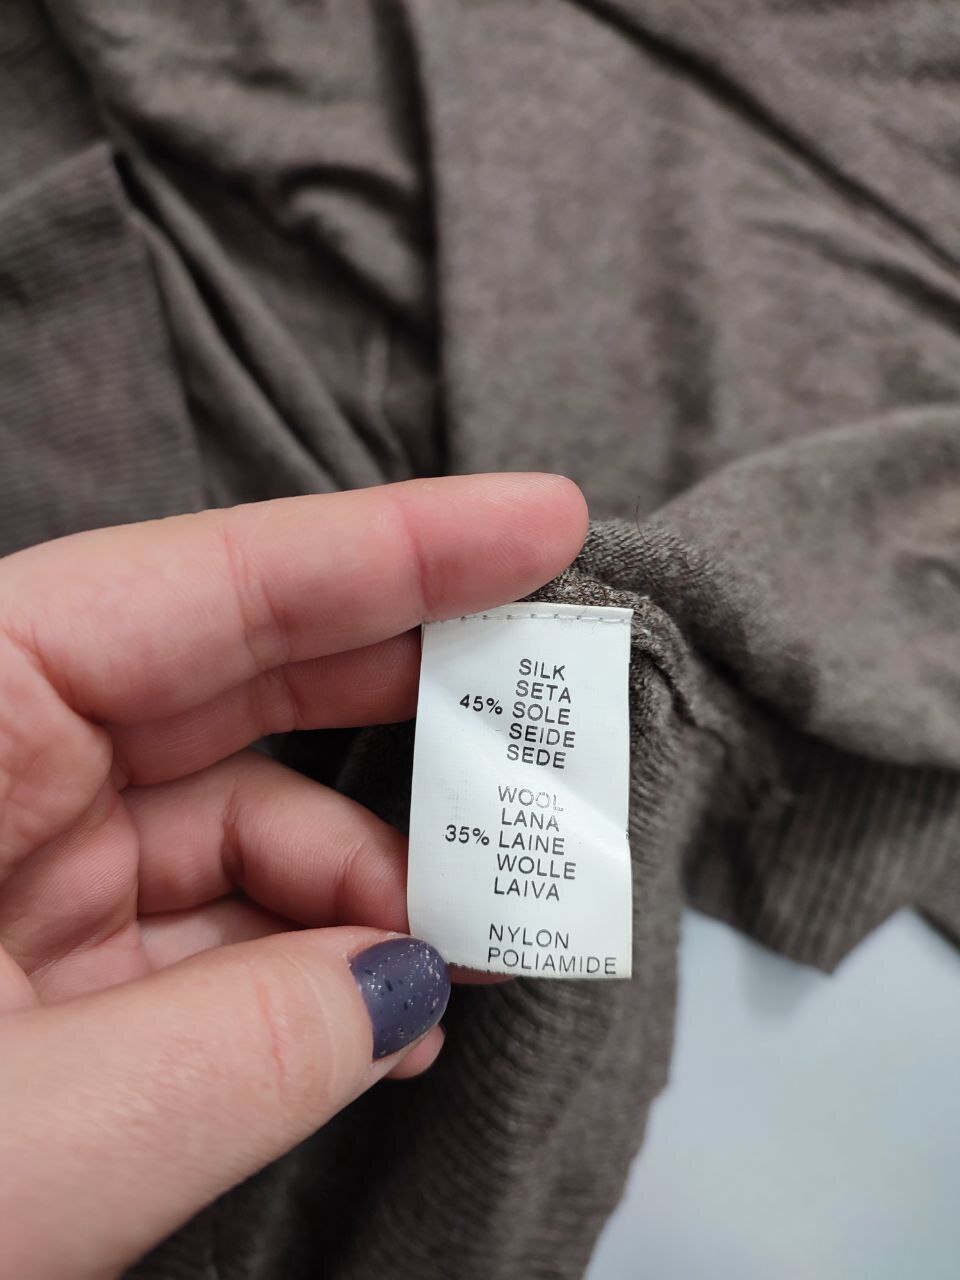 SILK
SETA
45% SOLE
SEIDE
SEDE
WOOL
LANA
35% LAINE
WOLLE
LAIVA
NYLON
POLIAMIDE